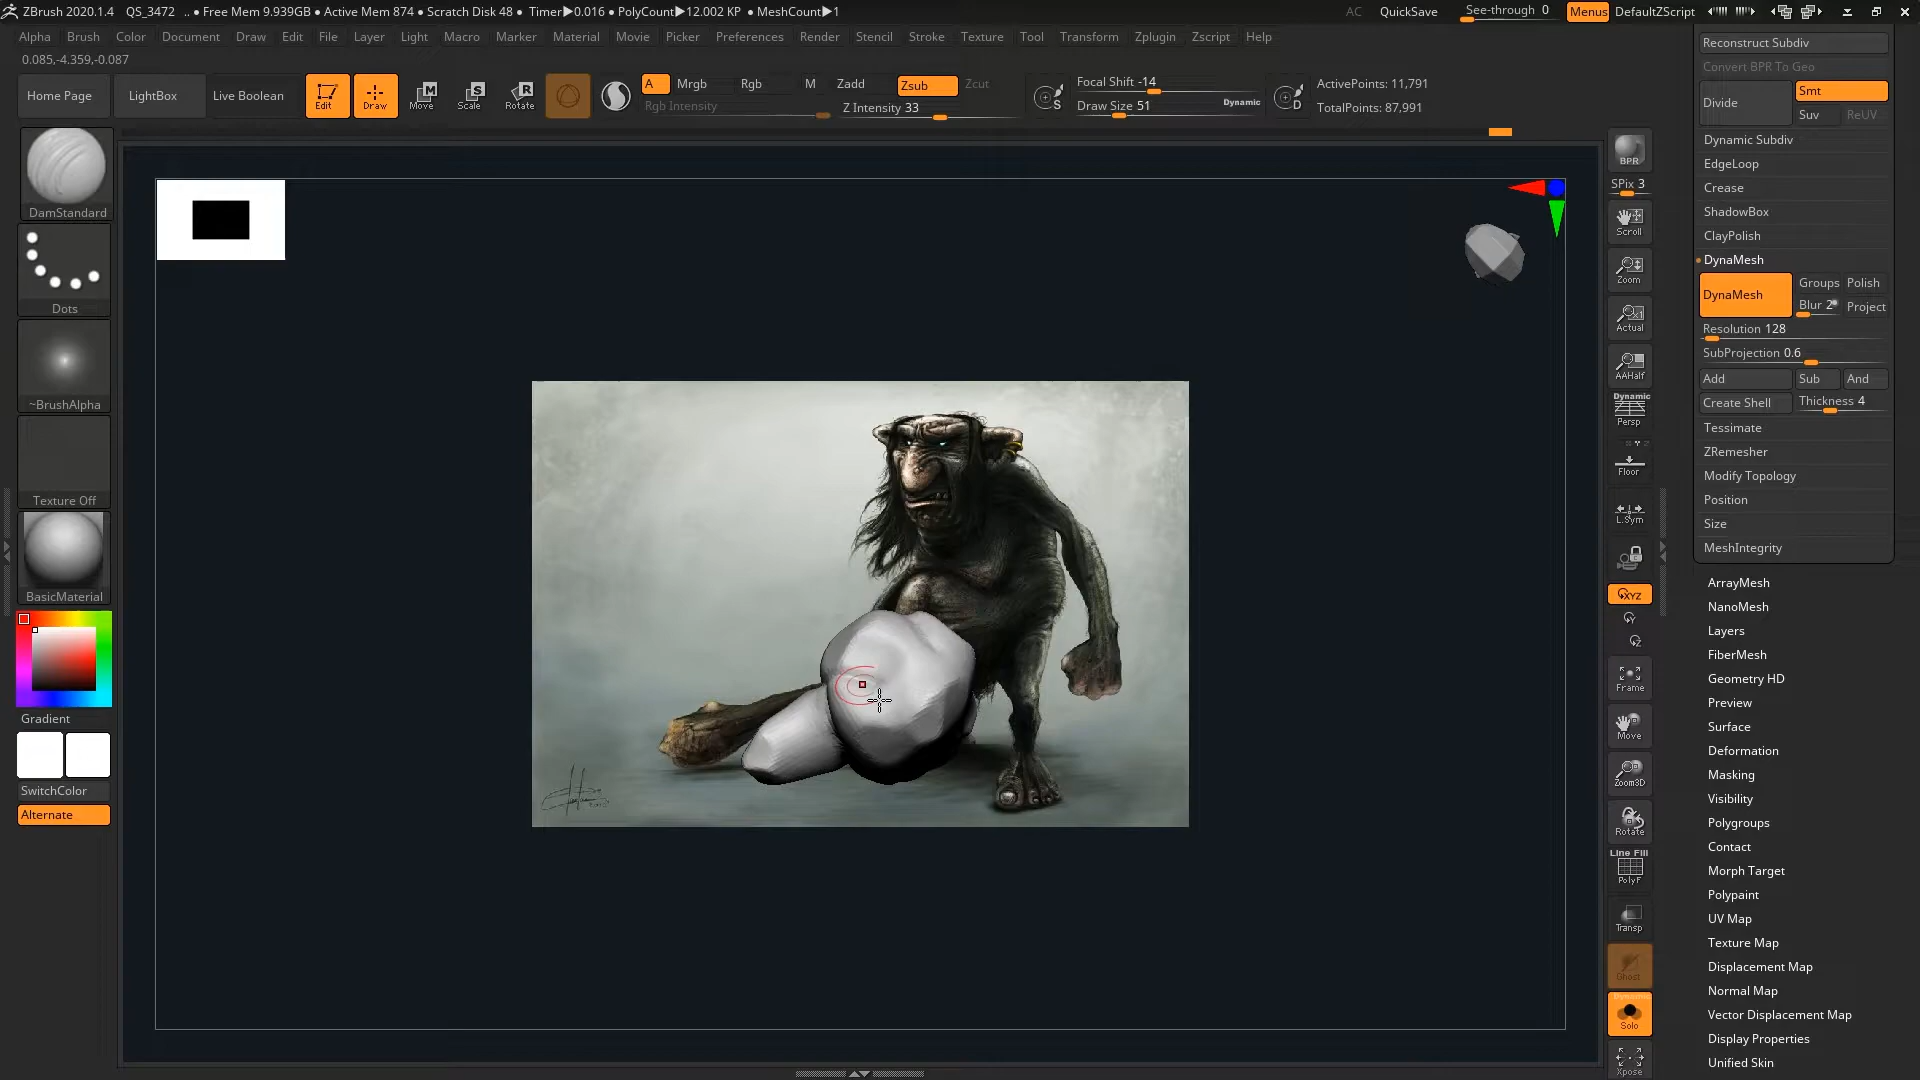 ZBrush 2020.1.4 QS_3472 .. ● Free Mem 9.939GB ● Active Mem 874 ● Scratch Disk 48 ● Timer▶0.016 ● PolyCount▶12.002 KP ● MeshCount▶1 AC QuickSave See-through 0 Menus DefaultZScript
Alpha Brush Color Document Draw Edit File Layer Light Macro Marker Material Movie Picker Preferences Render Stencil Stroke Texture Tool Transform Zplugin Zscript Help
0.085,-4.359,-0.087
Home Page LightBox Live Boolean Edit Draw Move Scale Rotate A Mrgb Rgb M Zadd Zsub Zcut
Rgb Intensity Z Intensity 33
S Focal Shift -14
Draw Size 51 Dynamic
D ActivePoints: 11,791
TotalPoints: 87,991
DamStandard
Dots
~BrushAlpha
Texture Off
BasicMaterial
Gradient
SwitchColor
Alternate
BPR
SPix 3
Scroll
Zoom
Actual
AAHalf
Dynamic
Persp
Floor
L.Sym
XYZ
Y
Z
Frame
Move
Zoom3D
Rotate
Line Fill
PolyF
Transp
Ghost
Dynamic
Solo
Xpose
Reconstruct Subdiv
Convert BPR To Geo
Divide Smt
Suv ReUV
Dynamic Subdiv
EdgeLoop
Crease
ShadowBox
ClayPolish
DynaMesh
DynaMesh Groups Polish
Blur 2 Project
Resolution 128
SubProjection 0.6
Add Sub And
Create Shell Thickness 4
Tessimate
ZRemesher
Modify Topology
Position
Size
MeshIntegrity
ArrayMesh
NanoMesh
Layers
FiberMesh
Geometry HD
Preview
Surface
Deformation
Masking
Visibility
Polygroups
Contact
Morph Target
Polypaint
UV Map
Texture Map
Displacement Map
Normal Map
Vector Displacement Map
Display Properties
Unified Skin